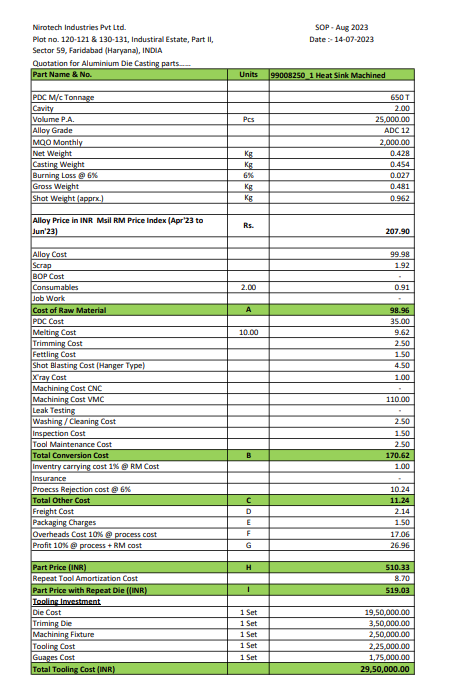 Nirotech Industries Pvt Ltd. SOP - Aug 2023
Plot no. 120-121 & 130-131, Industiral Estate, Part II, Date :- 14-07-2023
Sector 59, Faridabad (Haryana), INDIA
Quotation for Aluminium Die Casting parts......
Part Name & No. Units 99008250_1 Heat Sink Machined
PDC M/c Tonnage 650 T
Cavity 2.00
Volume P.A. Pcs 25,000.00
Alloy Grade ADC 12
MQO Monthly 2,000.00
Net Weight Kg 0.428
Casting Weight Kg 0.454
Burning Loss @ 6% 6% 0.027
Gross Weight Kg 0.481
Shot Weight (apprx.) Kg 0.962
Alloy Price in INR Msil RM Price Index (Apr'23 to
Jun'23) Rs. 207.90
Alloy Cost 99.98
Scrap 1.92
BOP Cost -
Consumables 2.00 0.91
Job Work -
Cost of Raw Material A 98.96
PDC Cost 35.00
Melting Cost 10.00 9.62
Trimming Cost 2.50
Fettling Cost 1.50
Shot Blasting Cost (Hanger Type) 4.50
X'ray Cost 1.00
Machining Cost CNC -
Machining Cost VMC 110.00
Leak Testing -
Washing / Cleaning Cost 2.50
Inspection Cost 1.50
Tool Maintenance Cost 2.50
Total Conversion Cost B 170.62
Inventry carrying cost 1% @ RM Cost 1.00
Insurance -
Proecss Rejection cost @ 6% 10.24
Total Other Cost C 11.24
Freight Cost D 2.14
Packaging Charges E 1.50
Overheads Cost 10% @ process cost F 17.06
Profit 10% @ process + RM cost G 26.96
Part Price (INR) H 510.33
Repeat Tool Amortization Cost 8.70
Part Price with Repeat Die ((INR) I 519.03
Tooling Investment
Die Cost 1 Set 19,50,000.00
Triming Die 1 Set 3,50,000.00
Machining Fixture 1 Set 2,50,000.00
Tooling Cost 1 Set 2,25,000.00
Guages Cost 1 Set 1,75,000.00
Total Tooling Cost (INR) 29,50,000.00